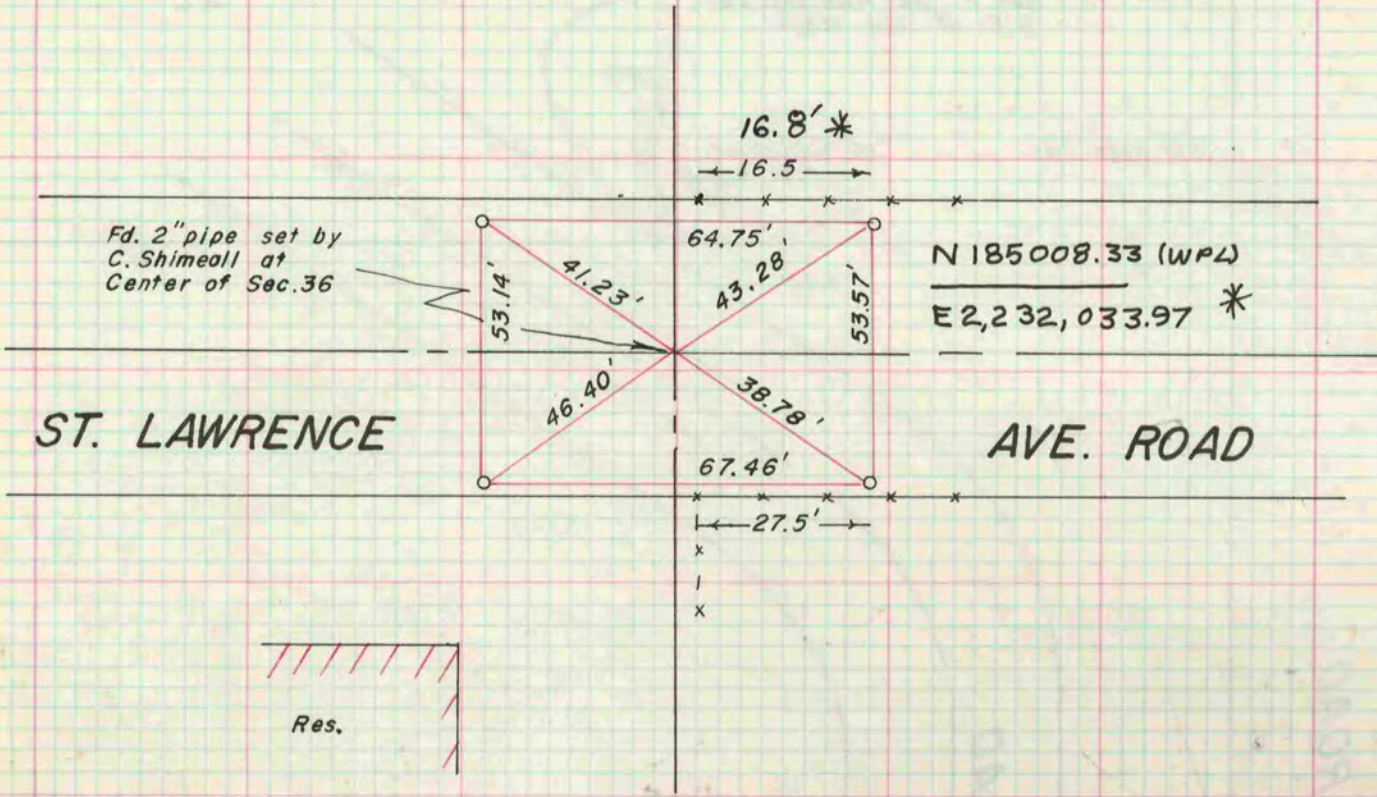 16.8' *
16.5
Fd. 2" pipe set by
C. Shimeall at
Center of Sec. 36
64.75'
41.23'
43.28'
53.14'
53.57'
N 185008.33 (WPL)
E 2,232,033.97 *
46.40'
38.78'
ST. LAWRENCE AVE. ROAD
67.46'
27.5'
Res.